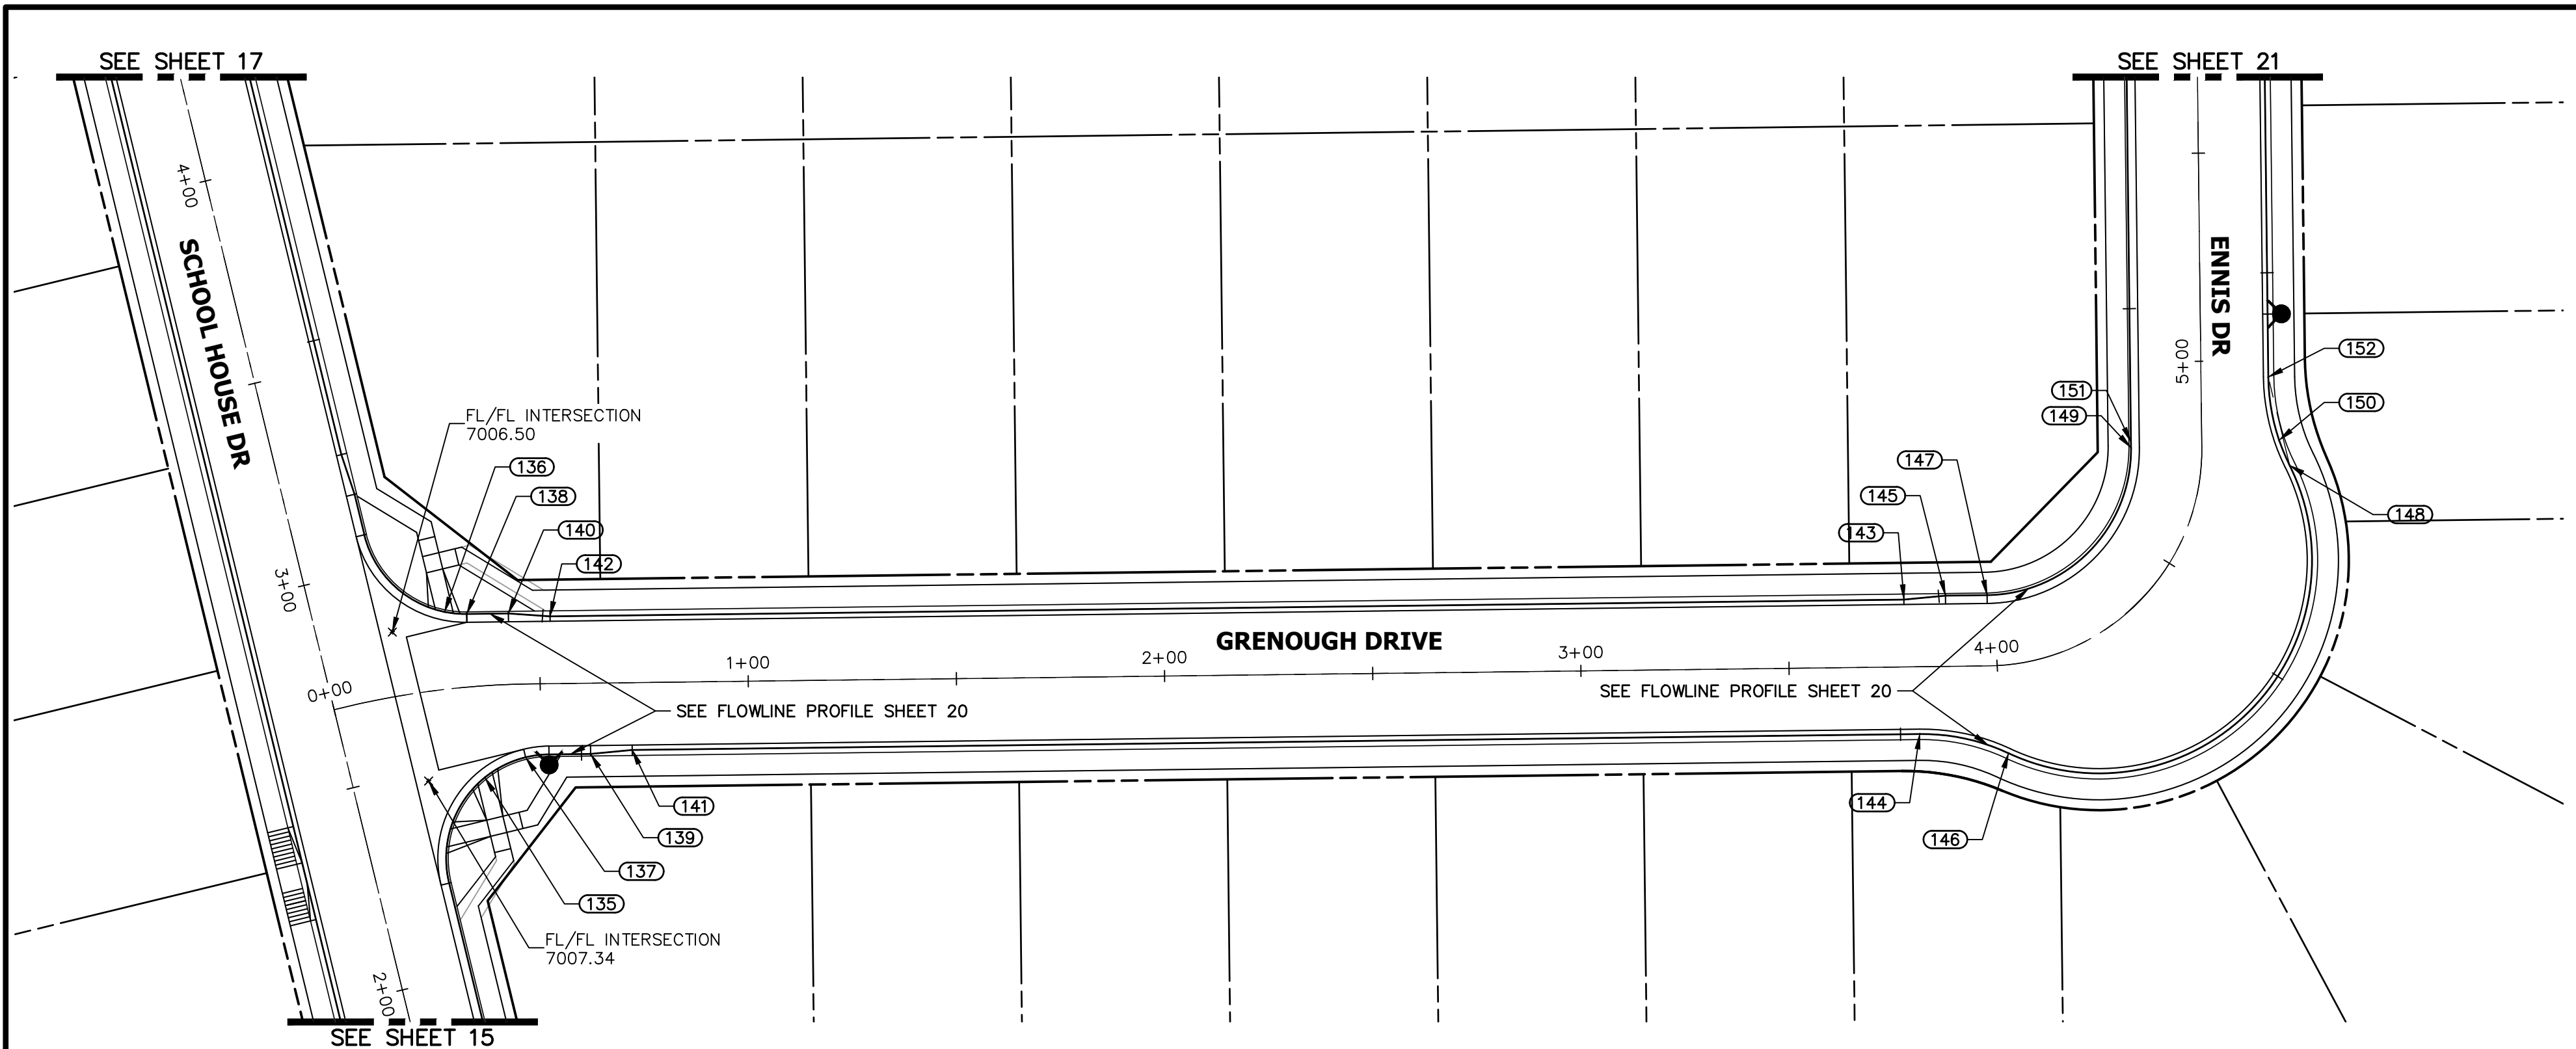 SEE SHEET 17
SEE SHEET 21
4+00
SCHOOL HOUSE DR
ENNIS DR
5+00
152
151
150
149
FL/FL INTERSECTION
7006.50
136
147
138
145
148
140
143
142
3+00
GRENOUGH DRIVE
0+00
1+00
2+00
3+00
4+00
SEE FLOWLINE PROFILE SHEET 20
SEE FLOWLINE PROFILE SHEET 20
141
144
139
146
137
135
FL/FL INTERSECTION
7007.34
2+00
SEE SHEET 15